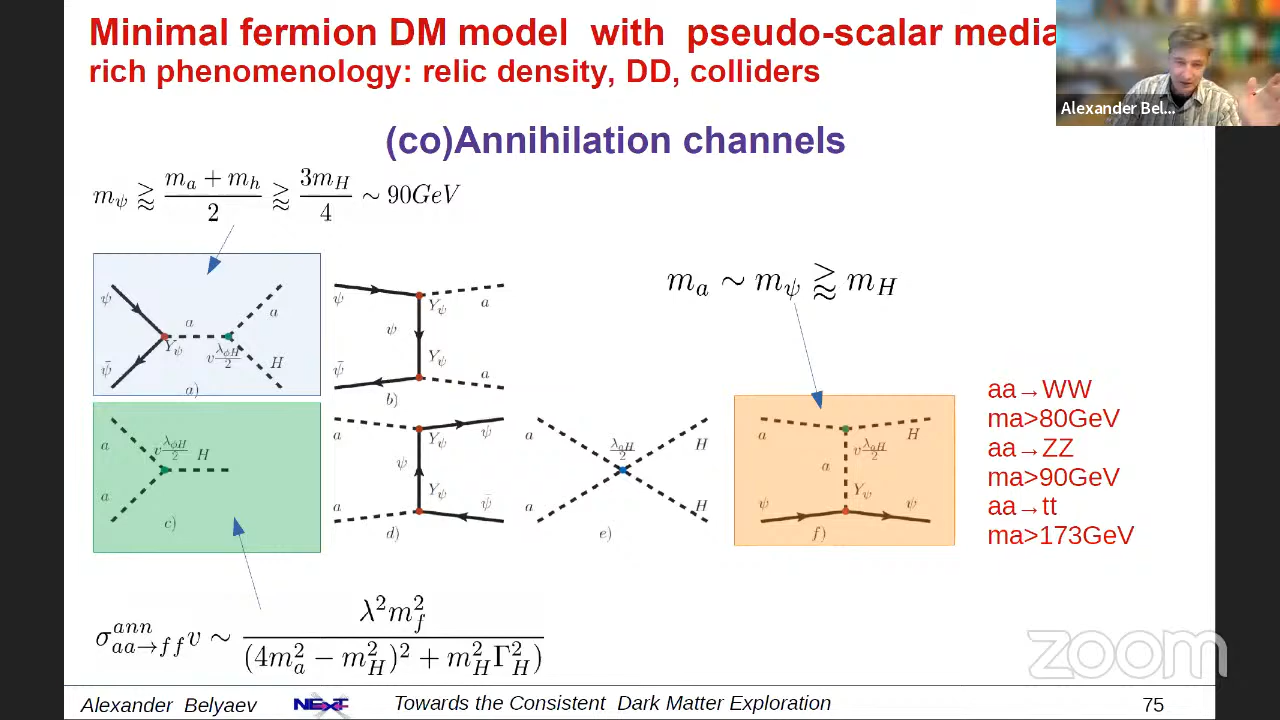 Minimal fermion DM model with pseudo-scalar media
rich phenomenology: relic density, DD, colliders
Alexander Bel...
(co)Annihilation channels
m_ψ ⪆ (m_a + m_h)/2 ⪆ 3m_H/4 ~ 90GeV
m_a ~ m_ψ ⪆ m_H
ψ ψ̄ a Y_ψ v λ_ϕH/2 a H a)
ψ Y_ψ a ψ Y_ψ ψ̄ a b)
a a v λ_ϕH/2 H c)
a Y_ψ ψ ψ Y_ψ a ψ̄ d)
a a λ_aH/2 H H e)
a v λ_ϕH/2 H a Y_ψ ψ ψ f)
aa→WW
ma>80GeV
aa→ZZ
ma>90GeV
aa→tt
ma>173GeV
σ^ann_aa→ff v ~ λ²m_f² / (4m_a² − m_H²)² + m_H²Γ_H²)
zoom
Alexander Belyaev NEXT Towards the Consistent Dark Matter Exploration 75